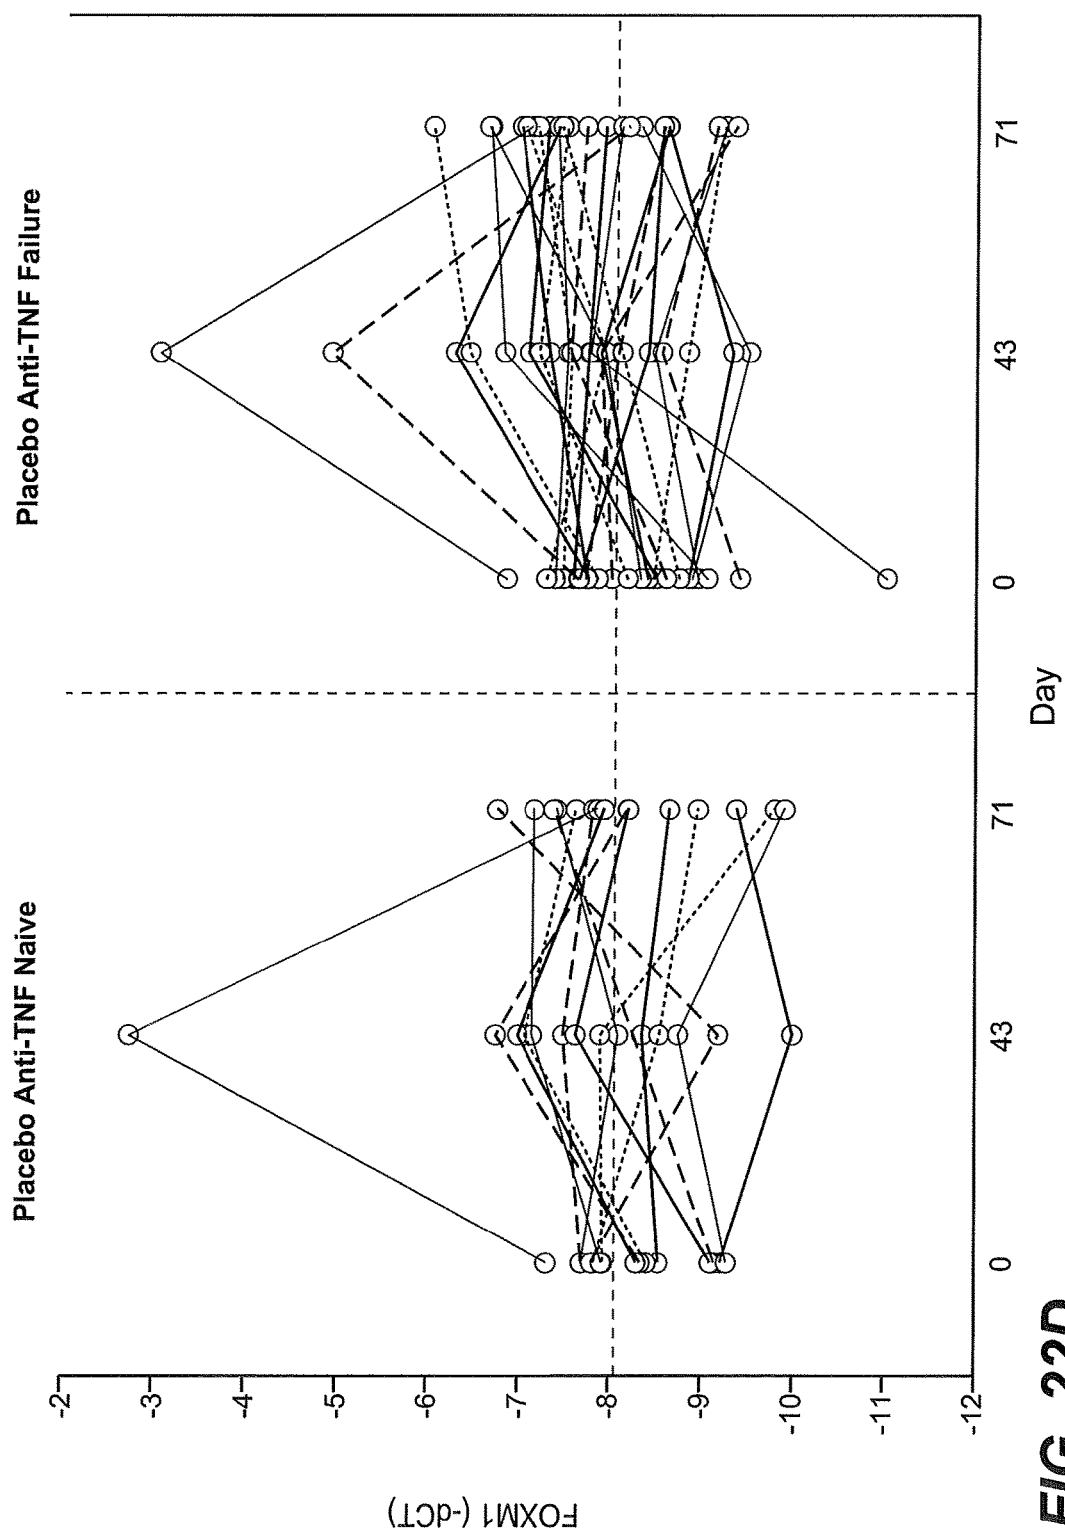 Placebo Anti-TNF Naive
Placebo Anti-TNF Failure
FOXM1 (-dCT)
-2
-3
-4
-5
-6
-7
-8
-9
-10
-11
-12
0 43 71 0 43 71
Day
FIG. 22D